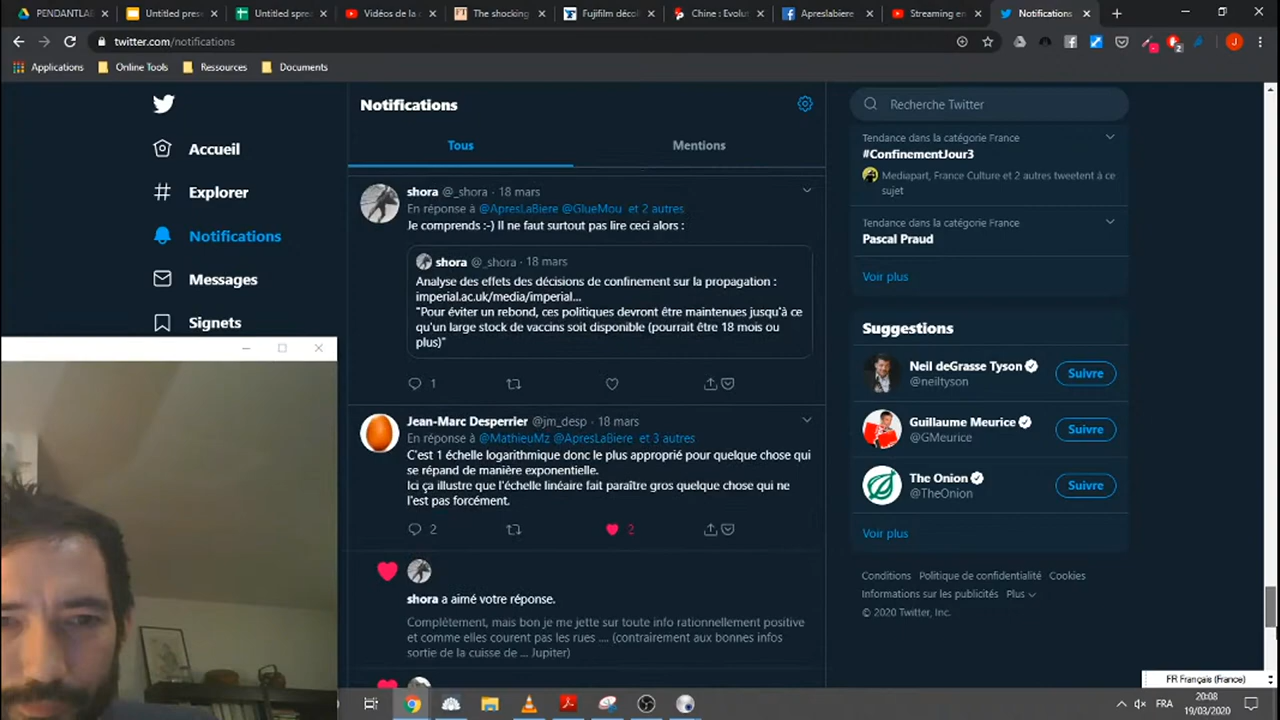 PENDANTLAB
Untitled pres
Untitled spre
Vidéos de la
The shocking
Fujifilm décol
Chine : Evolut
Apreslabiere
Streaming en
Notifications
twitter.com/notifications
Applications
Online Tools
Ressources
Documents
Accueil
Explorer
Notifications
Messages
Signets
Notifications
Tous
Mentions
shora @_shora · 18 mars
En réponse à @ApresLaBiere @GlueMou et 2 autres
Je comprends :-) Il ne faut surtout pas lire ceci alors :
shora @_shora · 18 mars
Analyse des effets des décisions de confinement sur la propagation :
imperial.ac.uk/media/imperial...
"Pour éviter un rebond, ces politiques devront être maintenues jusqu'à ce
qu'un large stock de vaccins soit disponible (pourrait être 18 mois ou
plus)"
1
Jean-Marc Desperrier @jm_desp · 18 mars
En réponse à @MathieuMz @ApresLaBiere et 3 autres
C'est 1 échelle logarithmique donc le plus approprié pour quelque chose qui
se répand de manière exponentielle.
Ici ça illustre que l'échelle linéaire fait paraître gros quelque chose qui ne
l'est pas forcément.
2
2
shora a aimé votre réponse.
Complètement, mais bon je me jette sur toute info rationnellement positive
et comme elles courent pas les rues .... (contrairement aux bonnes infos
sortie de la cuisse de ... Jupiter)
Recherche Twitter
Tendance dans la catégorie France
#ConfinementJour3
Mediapart, France Culture et 2 autres tweetent à ce
sujet
Tendance dans la catégorie France
Pascal Praud
Voir plus
Suggestions
Neil deGrasse Tyson
@neiltyson
Suivre
Guillaume Meurice
@GMeurice
Suivre
The Onion
@TheOnion
Suivre
Voir plus
Conditions Politique de confidentialité Cookies
Informations sur les publicités Plus
© 2020 Twitter, Inc.
FR Français (France)
FRA
20:08
19/03/2020